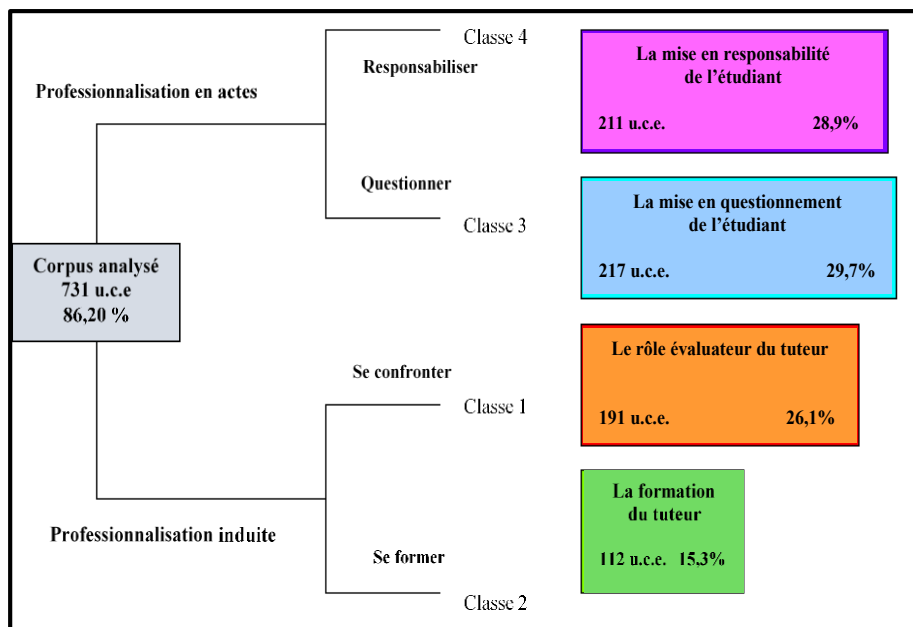 Classe 4
Responsabiliser
Professionnalisation en actes
La mise en responsabilité
de l'étudiant
211 u.c.e. 28,9%
Questionner
Classe 3
La mise en questionnement
de l'étudiant
217 u.c.e. 29,7%
Corpus analysé
731 u.c.e
86,20 %
Se confronter
Classe 1
Le rôle évaluateur du tuteur
191 u.c.e. 26,1%
Professionnalisation induite
Se former
Classe 2
La formation
du tuteur
112 u.c.e. 15,3%